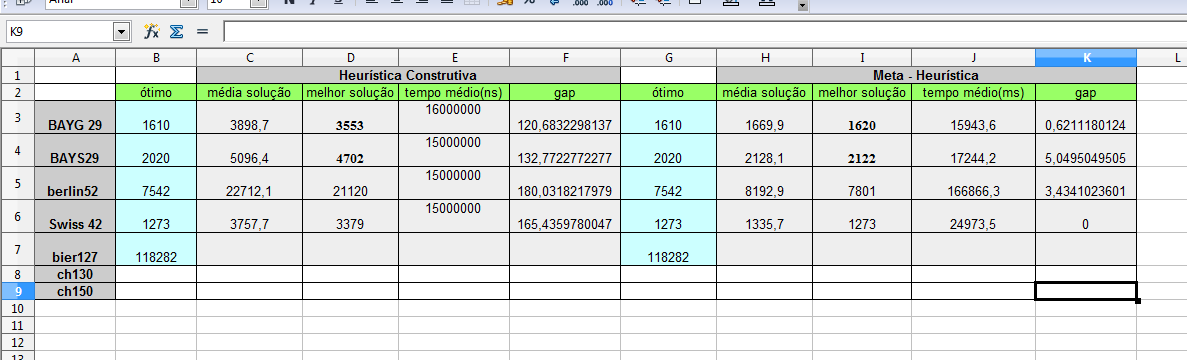 K9
A B C D E F G H I J K L
1 Heurística Construtiva Meta - Heurística
2 ótimo média solução melhor solução tempo médio(ns) gap ótimo média solução melhor solução tempo médio(ms) gap
3 BAYG 29 1610 3898,7 3553 16000000 120,6832298137 1610 1669,9 1620 15943,6 0,6211180124
4 BAYS29 2020 5096,4 4702 15000000 132,7722772277 2020 2128,1 2122 17244,2 5,0495049505
5 berlin52 7542 22712,1 21120 15000000 180,0318217979 7542 8192,9 7801 166866,3 3,4341023601
6 Swiss 42 1273 3757,7 3379 15000000 165,4359780047 1273 1335,7 1273 24973,5 0
7 bier127 118282 118282
8 ch130
9 ch150
10
11
12